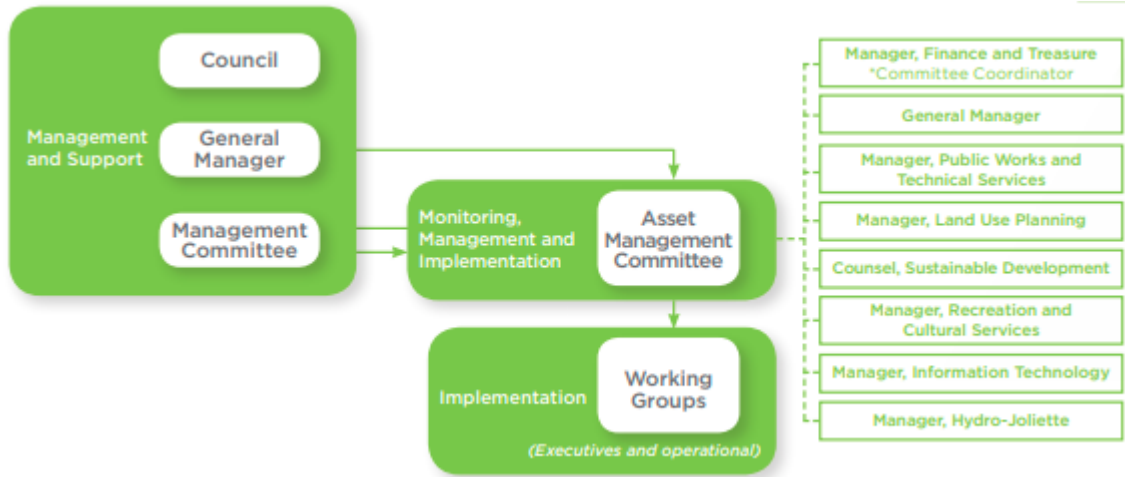 Council
Management
and Support
General
Manager
Management
Committee
Monitoring,
Management and
Implementation
Asset
Management
Committee
Implementation
Working
Groups
(Executives and operational)
Manager, Finance and Treasure
*Committee Coordinator
General Manager
Manager, Public Works and
Technical Services
Manager, Land Use Planning
Counsel, Sustainable Development
Manager, Recreation and
Cultural Services
Manager, Information Technology
Manager, Hydro-Joliette